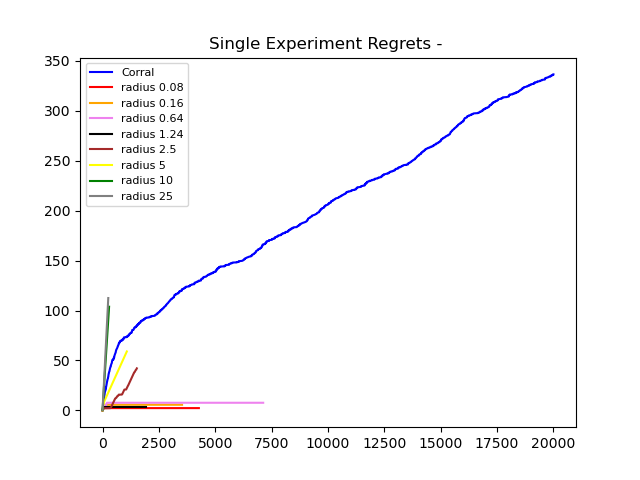 Single Experiment Regrets -
350
300
250
200
150
100
50
0
Corral
radius 0.08
radius 0.16
radius 0.64
radius 1.24
radius 2.5
radius 5
radius 10
radius 25
0 2500 5000 7500 10000 12500 15000 17500 20000